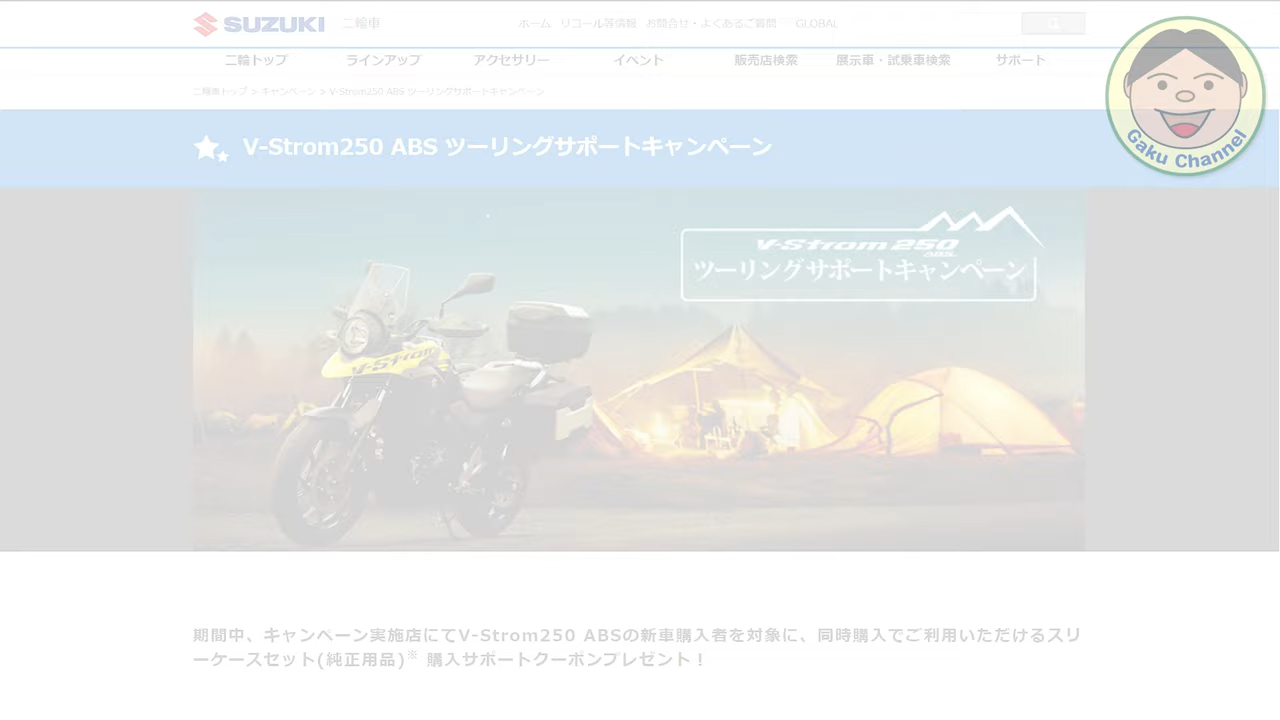 SUZUKI 二輪車 ホーム リコール等情報 お問合せ・よくあるご質問 GLOBAL
二輪トップ ラインアップ アクセサリー イベント 販売店検索 展示車・試乗車検索 サポート
二輪車トップ > キャンペーン > V-Strom250 ABS ツーリングサポートキャンペーン
Gaku Channel
V-Strom250 ABS ツーリングサポートキャンペーン
V-Strom 250
ABS
ツーリングサポートキャンペーン
V-Strom
期間中、キャンペーン実施店にてV-Strom250 ABSの新車購入者を対象に、同時購入でご利用いただけるスリ
ーケースセット(純正用品)※ 購入サポートクーポンプレゼント！